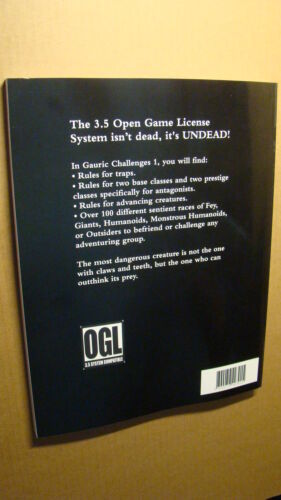 The 3.5 Open Game License
System isn't dead, it's UNDEAD!
In Gauric Challenges 1, you will find:
• Rules for traps.
• Rules for two base classes and two prestige
classes specifically for antagonists.
• Rules for advancing creatures.
• Over 100 different sentient races of Fey,
Giants, Humanoids, Monstrous Humanoids,
or Outsiders to befriend or challenge any
adventuring group.
The most dangerous creature is not the one
with claws and teeth, but the one who can
outthink its prey.
OGL
3.5 SYSTEM COMPATIBLE